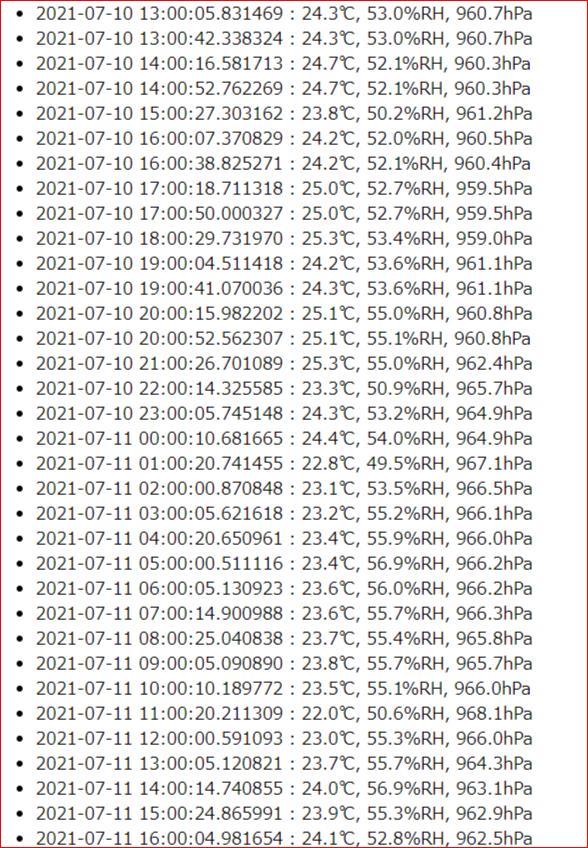 • 2021-07-10 13:00:05.831469 : 24.3℃, 53.0%RH, 960.7hPa
• 2021-07-10 13:00:42.338324 : 24.3℃, 53.0%RH, 960.7hPa
• 2021-07-10 14:00:16.581713 : 24.7℃, 52.1%RH, 960.3hPa
• 2021-07-10 14:00:52.762269 : 24.7℃, 52.1%RH, 960.3hPa
• 2021-07-10 15:00:27.303162 : 23.8℃, 50.2%RH, 961.2hPa
• 2021-07-10 16:00:07.370829 : 24.2℃, 52.0%RH, 960.5hPa
• 2021-07-10 16:00:38.825271 : 24.2℃, 52.1%RH, 960.4hPa
• 2021-07-10 17:00:18.711318 : 25.0℃, 52.7%RH, 959.5hPa
• 2021-07-10 17:00:50.000327 : 25.0℃, 52.7%RH, 959.5hPa
• 2021-07-10 18:00:29.731970 : 25.3℃, 53.4%RH, 959.0hPa
• 2021-07-10 19:00:04.511418 : 24.2℃, 53.6%RH, 961.1hPa
• 2021-07-10 19:00:41.070036 : 24.3℃, 53.6%RH, 961.1hPa
• 2021-07-10 20:00:15.982202 : 25.1℃, 55.0%RH, 960.8hPa
• 2021-07-10 20:00:52.562307 : 25.1℃, 55.1%RH, 960.8hPa
• 2021-07-10 21:00:26.701089 : 25.3℃, 55.0%RH, 962.4hPa
• 2021-07-10 22:00:14.325585 : 23.3℃, 50.9%RH, 965.7hPa
• 2021-07-10 23:00:05.745148 : 24.3℃, 53.2%RH, 964.9hPa
• 2021-07-11 00:00:10.681665 : 24.4℃, 54.0%RH, 964.9hPa
• 2021-07-11 01:00:20.741455 : 22.8℃, 49.5%RH, 967.1hPa
• 2021-07-11 02:00:00.870848 : 23.1℃, 53.5%RH, 966.5hPa
• 2021-07-11 03:00:05.621618 : 23.2℃, 55.2%RH, 966.1hPa
• 2021-07-11 04:00:20.650961 : 23.4℃, 55.9%RH, 966.0hPa
• 2021-07-11 05:00:00.511116 : 23.4℃, 56.9%RH, 966.2hPa
• 2021-07-11 06:00:05.130923 : 23.6℃, 56.0%RH, 966.2hPa
• 2021-07-11 07:00:14.900988 : 23.6℃, 55.7%RH, 966.3hPa
• 2021-07-11 08:00:25.040838 : 23.7℃, 55.4%RH, 965.8hPa
• 2021-07-11 09:00:05.090890 : 23.8℃, 55.7%RH, 965.7hPa
• 2021-07-11 10:00:10.189772 : 23.5℃, 55.1%RH, 966.0hPa
• 2021-07-11 11:00:20.211309 : 22.0℃, 50.6%RH, 968.1hPa
• 2021-07-11 12:00:00.591093 : 23.0℃, 55.3%RH, 966.0hPa
• 2021-07-11 13:00:05.120821 : 23.7℃, 55.7%RH, 964.3hPa
• 2021-07-11 14:00:14.740855 : 24.0℃, 56.9%RH, 963.1hPa
• 2021-07-11 15:00:24.865991 : 23.9℃, 55.3%RH, 962.9hPa
• 2021-07-11 16:00:04.981654 : 24.1℃, 52.8%RH, 962.5hPa